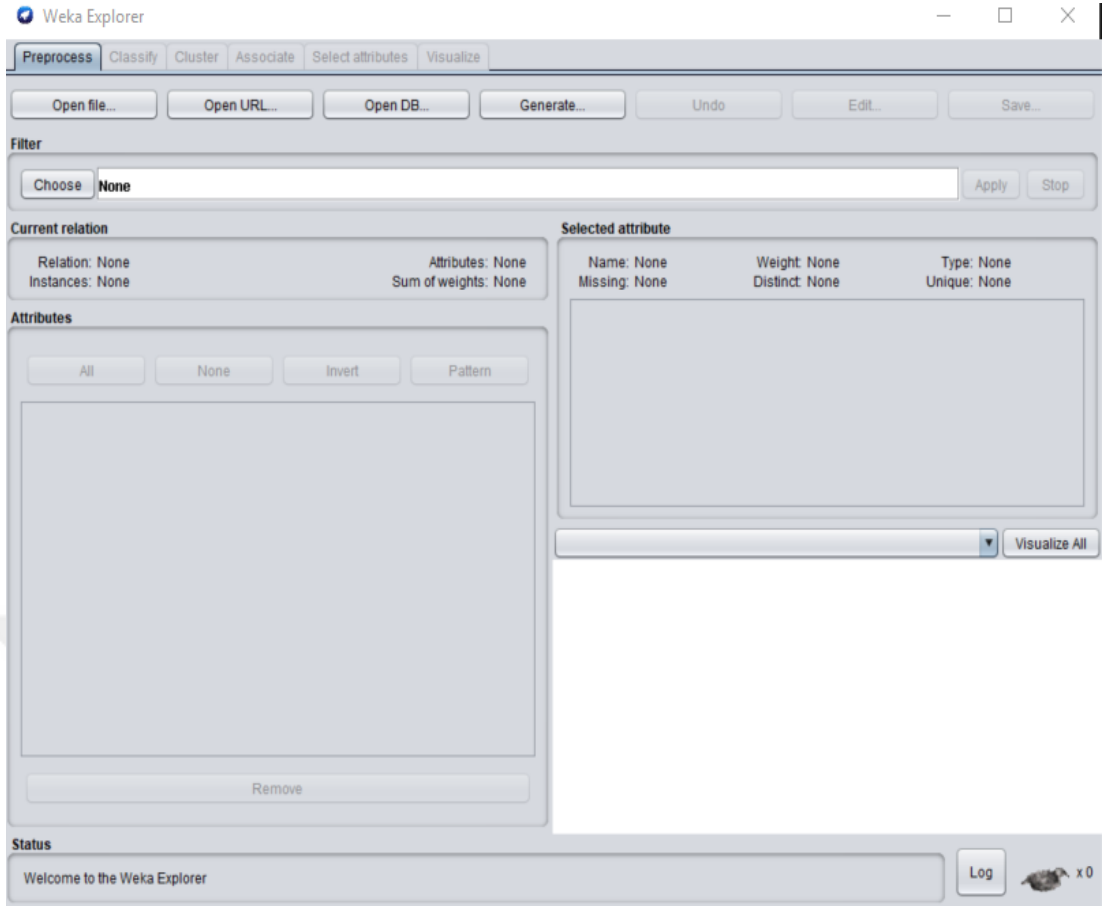 Weka Explorer
Preprocess Classify Cluster Associate Select attributes Visualize
Open file... Open URL... Open DB... Generate... Undo Edit... Save...
Filter
Choose None Apply Stop
Current relation
Relation: None Attributes: None
Instances: None Sum of weights: None
Selected attribute
Name: None Weight: None Type: None
Missing: None Distinct: None Unique: None
Attributes
All None Invert Pattern
Visualize All
Remove
Status
Welcome to the Weka Explorer
Log x 0